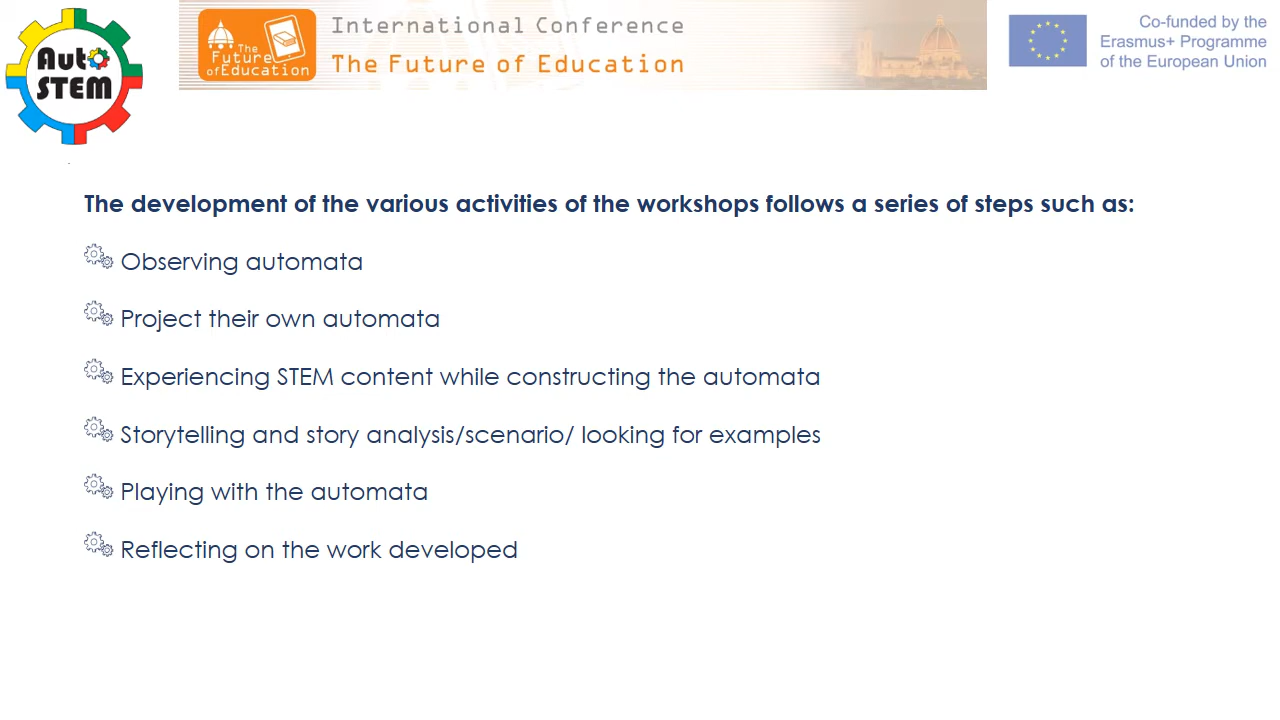 Auto
STEM
The
Future
of Education
International Conference
The Future of Education
Co-funded by the
Erasmus+ Programme
of the European Union
The development of the various activities of the workshops follows a series of steps such as:
Observing automata
Project their own automata
Experiencing STEM content while constructing the automata
Storytelling and story analysis/scenario/ looking for examples
Playing with the automata
Reflecting on the work developed